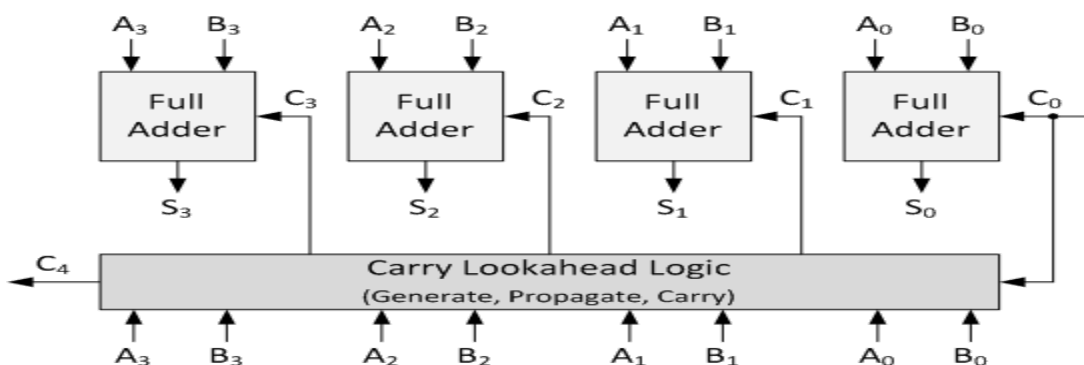 A₃ B₃ A₂ B₂ A₁ B₁ A₀ B₀
Full Adder C₃ Full Adder C₂ Full Adder C₁ Full Adder C₀
S₃ S₂ S₁ S₀
C₄ Carry Lookahead Logic
(Generate, Propagate, Carry)
A₃ B₃ A₂ B₂ A₁ B₁ A₀ B₀